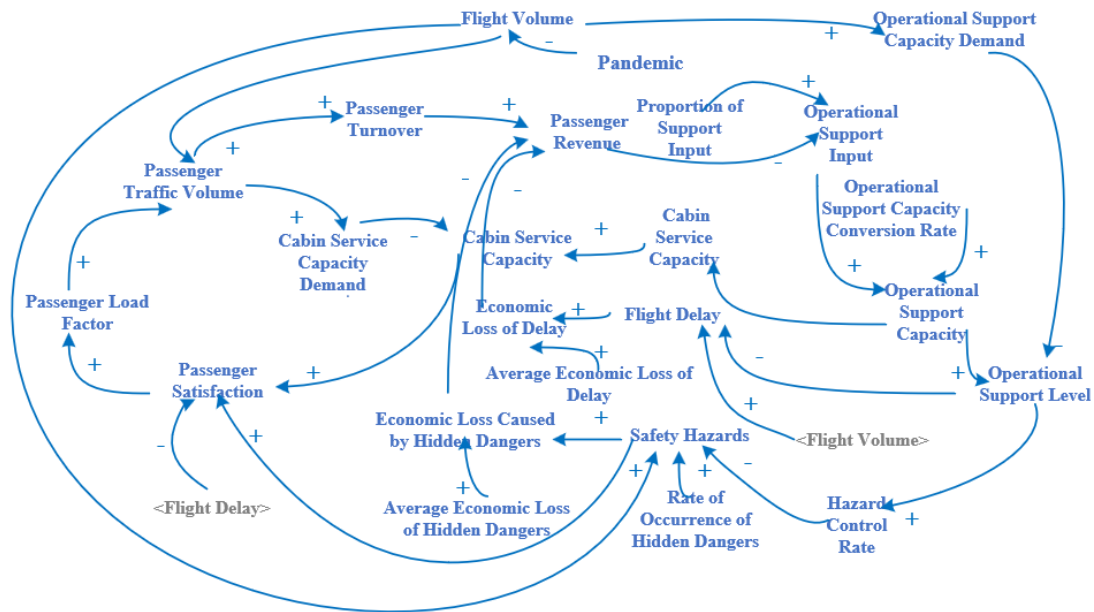 Flight Volume
Operational Support
Capacity Demand
+
-
Pandemic
+
Passenger
Turnover
+
Passenger
Revenue
Proportion of
Support
Input
+
Operational
Support
Input
+
+
-
Passenger
Traffic Volume
-
-
Operational
Support Capacity
Conversion Rate
+
Cabin Service
Capacity
Demand
-
Cabin Service
Capacity
+
Cabin
Service
Capacity
+
+
+
Passenger Load
Factor
Operational
Support
Capacity
Economic
Loss of Delay
+
Flight Delay
-
+
Passenger
Satisfaction
+
+
Average Economic Loss of
Delay
-
+
Operational
Support Level
+
Economic Loss Caused
by Hidden Dangers
+
Safety Hazards
<Flight Volume>
-
+
+
+
+
-
<Flight Delay>
Average Economic Loss
of Hidden Dangers
Rate of
Occurrence of
Hidden Dangers
Hazard
Control
Rate
+